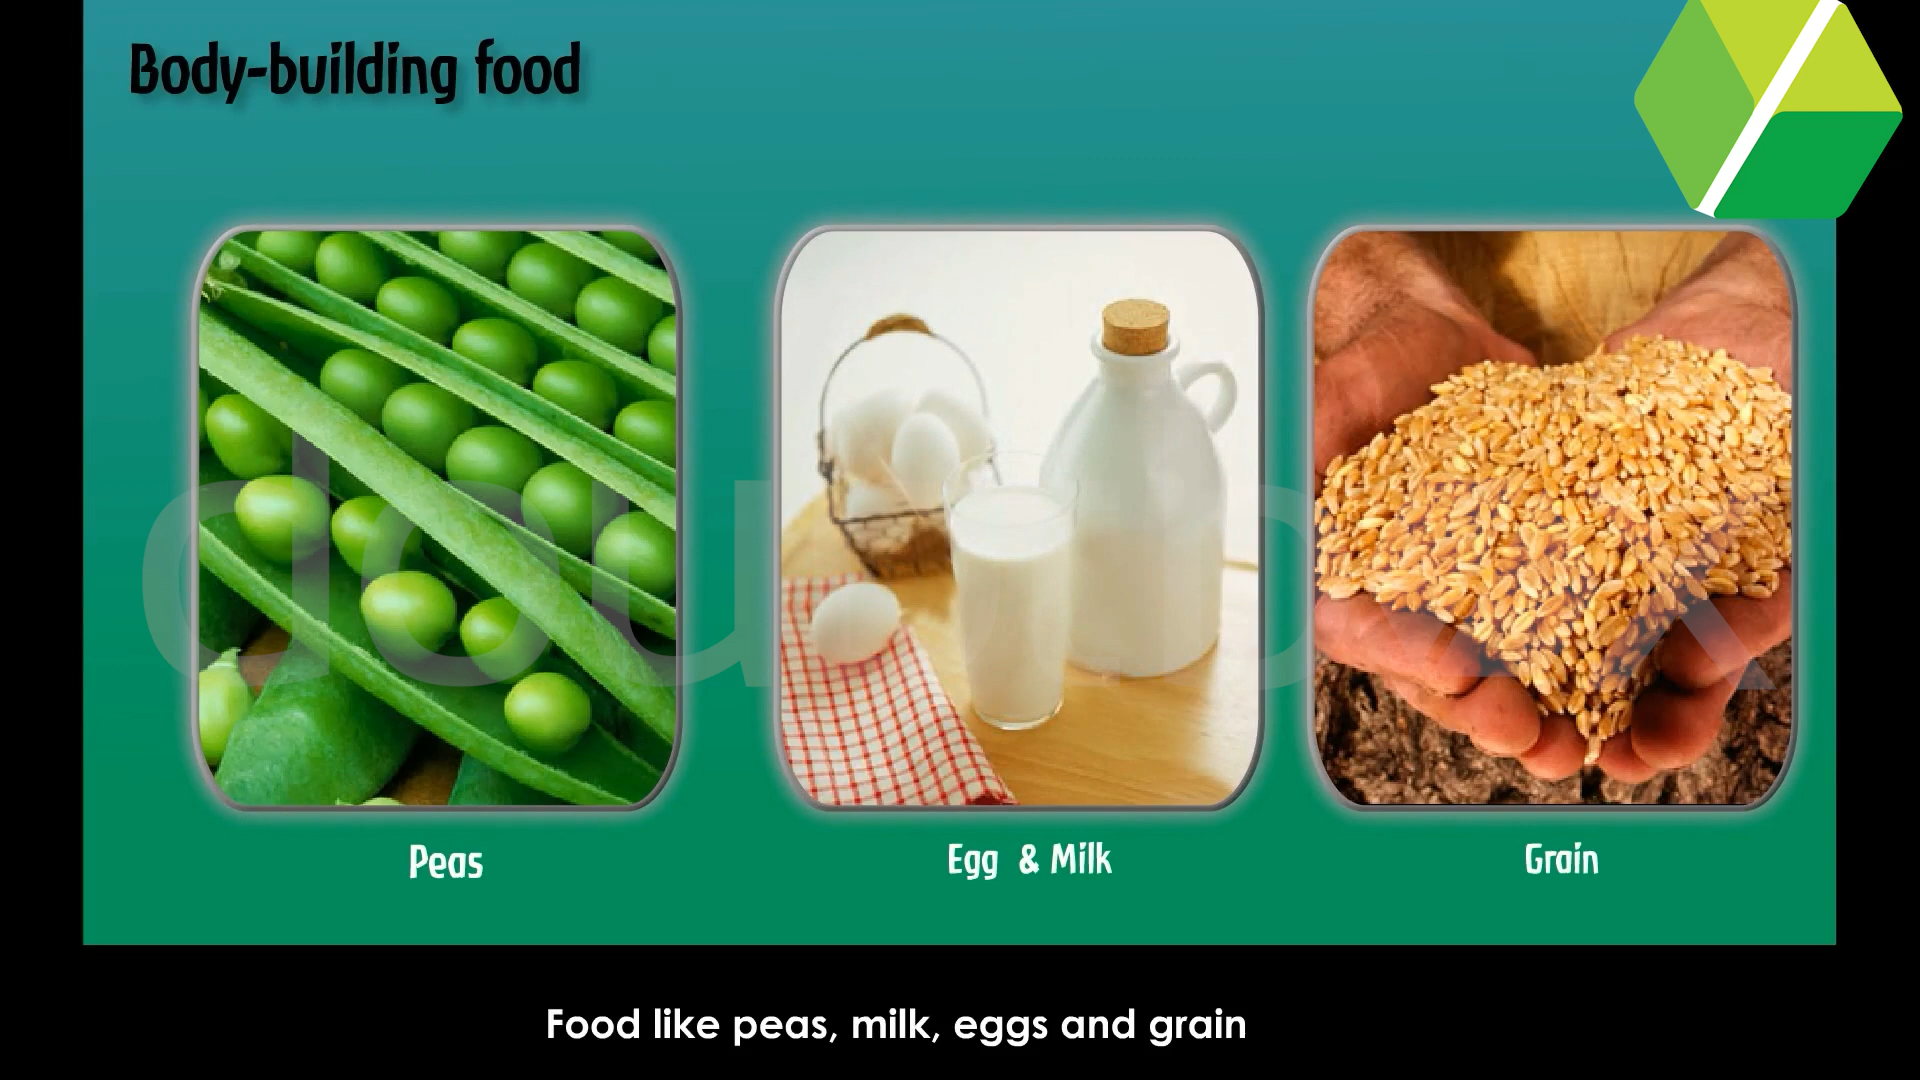 Body-building food
Peas
Egg & Milk
Grain
Food like peas, milk, eggs and grain